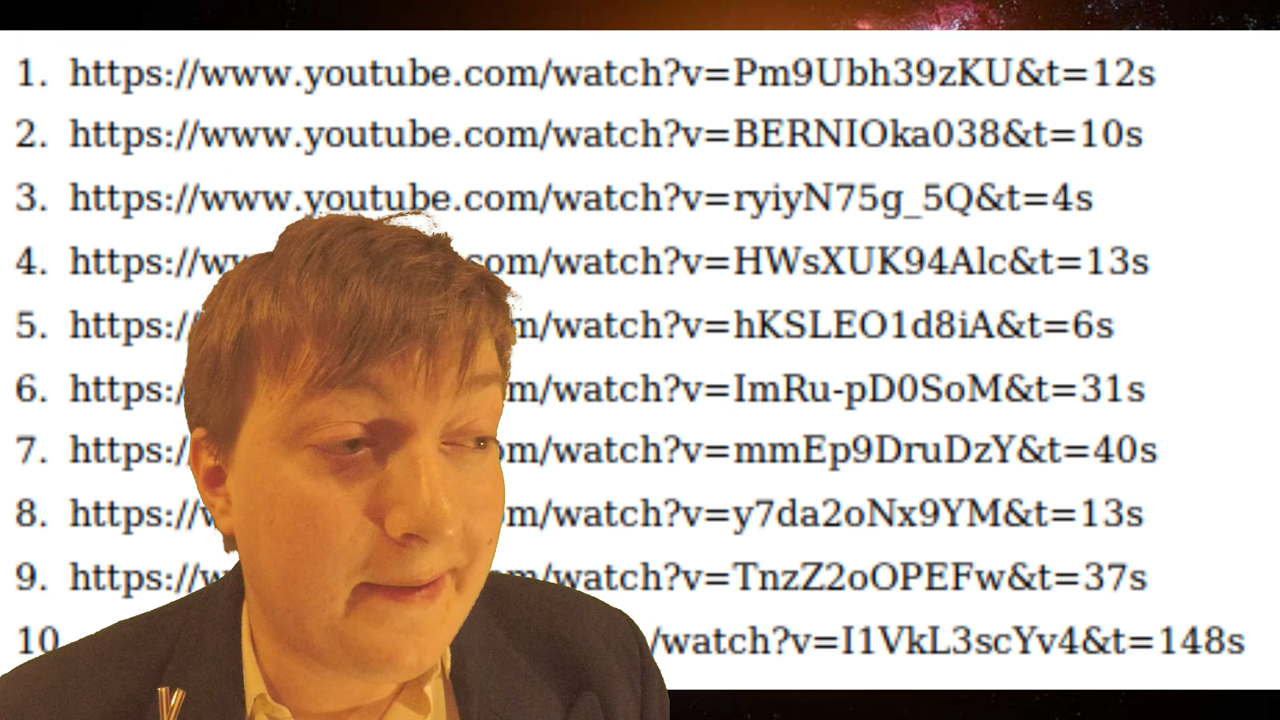 1. https://www.youtube.com/watch?v=Pm9Ubh39zKU&t=12s
2. https://www.youtube.com/watch?v=BERNIOka038&t=10s
3. https://www.youtube.com/watch?v=ryiyN75g_5Q&t=4s
4. https://ww com/watch?v=HWsXUK94Alc&t=13s
5. https:// m/watch?v=hKSLEO1d8iA&t=6s
6. https: m/watch?v=ImRu-pD0SoM&t=31s
7. https:/ om/watch?v=mmEp9DruDzY&t=40s
8. https://w m/watch?v=y7da2oNx9YM&t=13s
9. https://w m/watch?v=TnzZ2oOPEFw&t=37s
10 /watch?v=I1VkL3scYv4&t=148s